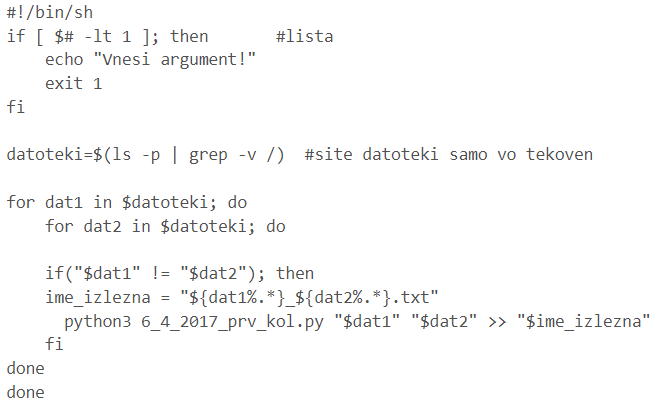 #!/bin/sh
if [ $# -lt 1 ]; then       #lista
    echo "Vnesi argument!"
    exit 1
fi

datoteki=$(ls -p | grep -v /)  #site datoteki samo vo tekoven

for dat1 in $datoteki; do
    for dat2 in $datoteki; do

    if("$dat1" != "$dat2"); then
    ime_izlezna = "${dat1%.*}_${dat2%.*}.txt"
      python3 6_4_2017_prv_kol.py "$dat1" "$dat2" >> "$ime_izlezna"
    fi
done
done